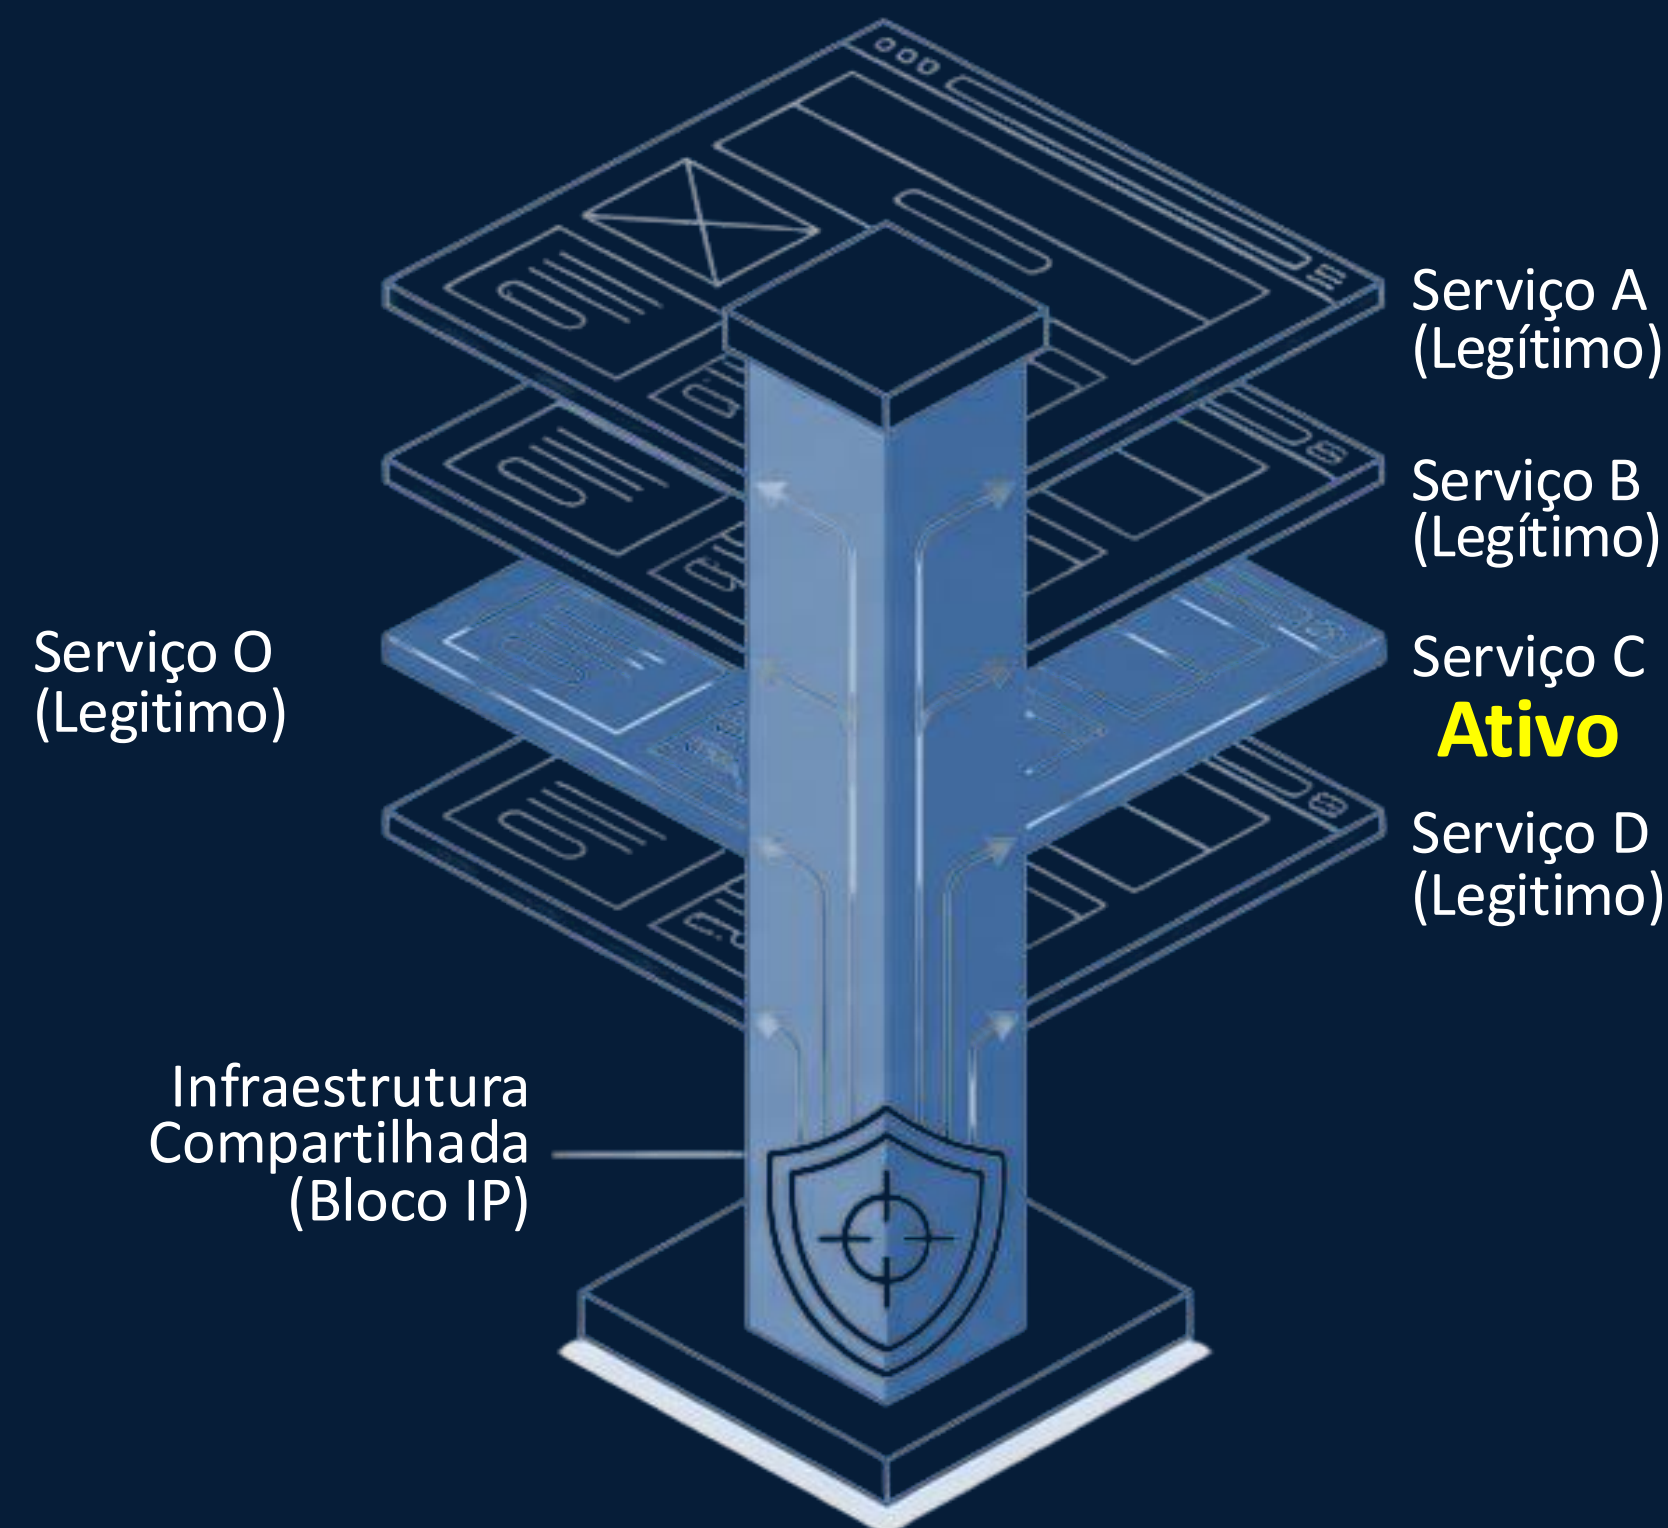 Serviço A
(Legítimo)
Serviço B
(Legítimo)
Serviço O
(Legitimo)
Serviço C
Ativo
Serviço D
(Legitimo)
Infraestrutura
Compartilhada
(Bloco IP)